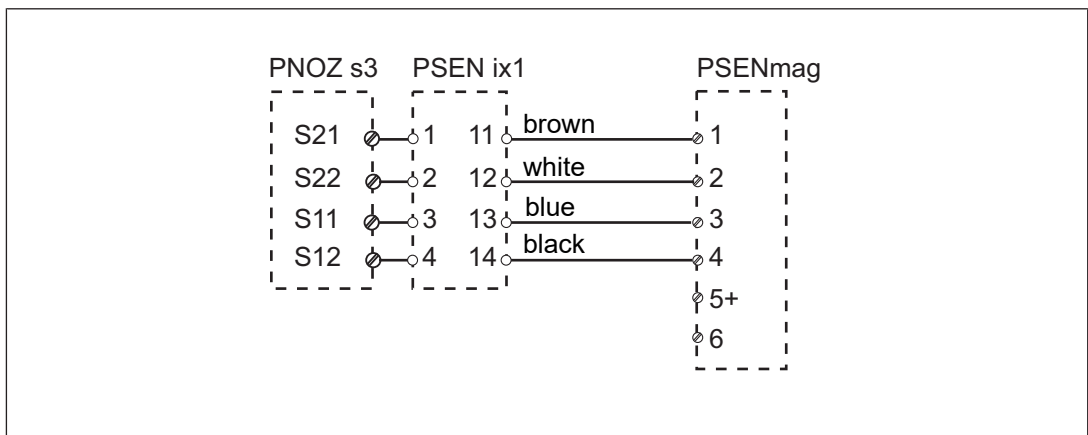 PNOZ s3 PSEN ix1 PSENmag
brown
S21 1 11 1
white
S22 2 12 2
blue
S11 3 13 3
black
S12 4 14 4
5+
6